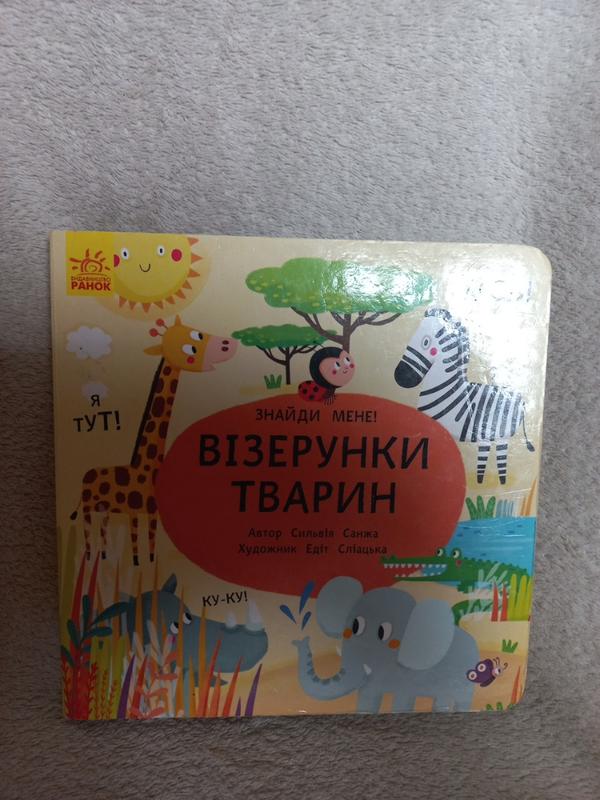 ВИДАВНИЦТВО
РАНОК
Я
ТУТ!
ЗНАЙДИ МЕНЕ!
ВІЗЕРУНКИ
ТВАРИН
Автор Сильвія Санжа
Художник Едіт Сліацька
КУ-КУ!